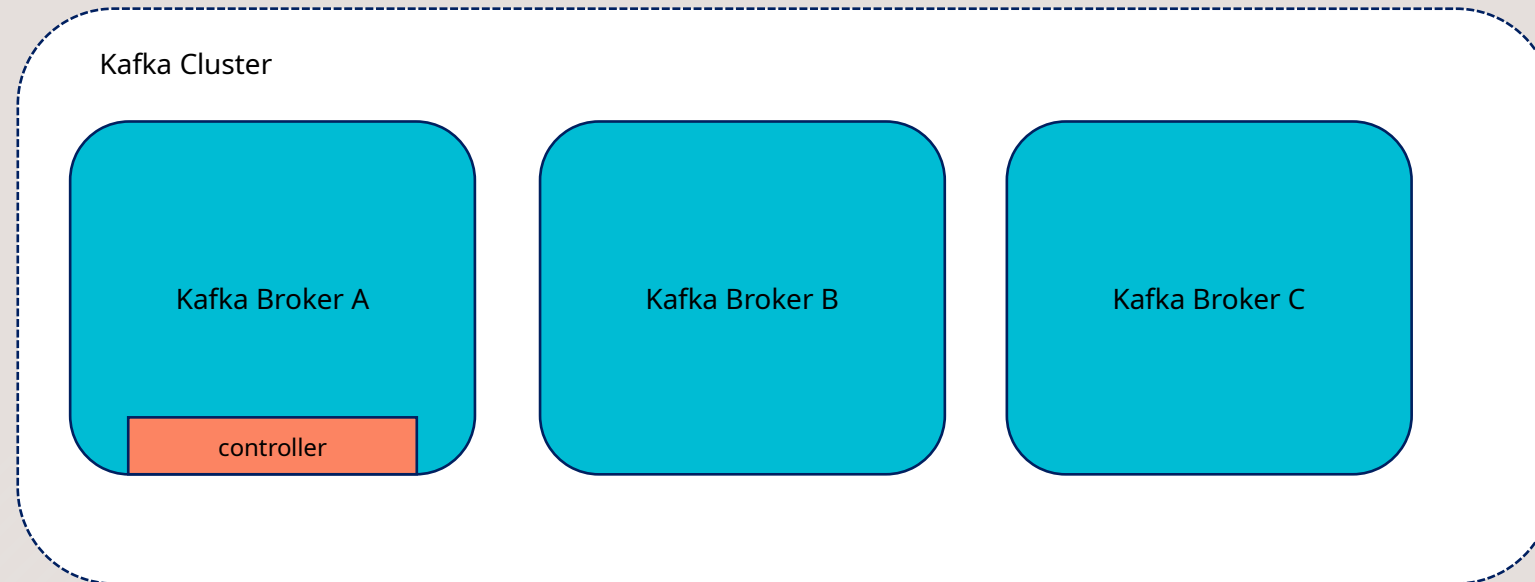 Kafka Cluster
Kafka Broker A
Kafka Broker B
Kafka Broker C
controller